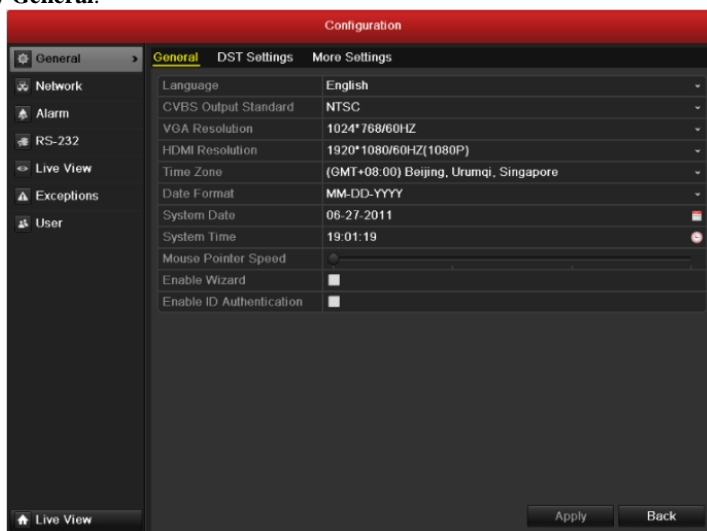 General.
Configuration
General
Network
Alarm
RS-232
Live View
Exceptions
User
Live View
General DST Settings More Settings
Language English
CVBS Output Standard NTSC
VGA Resolution 1024*768/60HZ
HDMI Resolution 1920*1080/60HZ(1080P)
Time Zone (GMT+08:00) Beijing, Urumqi, Singapore
Date Format MM-DD-YYYY
System Date 06-27-2011
System Time 19:01:19
Mouse Pointer Speed
Enable Wizard
Enable ID Authentication
Apply Back